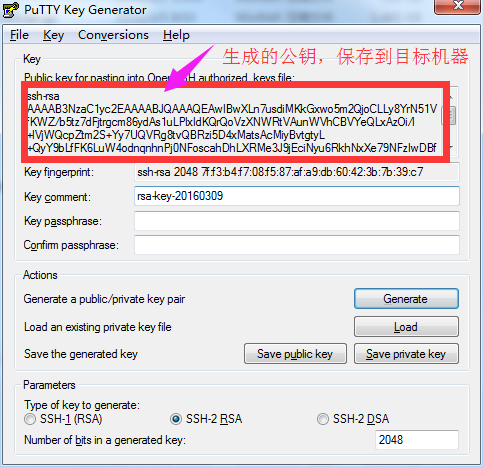 PuTTY Key Generator
File Key Conversions Help
生成的公钥，保存到目标机器
Key
Public key for pasting into OpenSSH authorized_keys file:
ssh-rsa
AAAAB3NzaC1yc2EAAAABJQAAAQEAwIBwXLn7usdiMKkGxwo5m2QjoCLLy8YrN51V
FKWZ/b5tz7dFjtrgcm86ydAs1uLPlxldKQrQoVzXNWRtVAunWVhCBVYeQLxAzOi/I
+IVjWQcpZtm2S+Yy7UQVRg8tvQBRzi5D4xMatsAcMiyBvtgtyL
+QyY9bLfFK6LuW4odnqnhnPj0NFoscahDhLXRMe3J9jEciNyu6RkhNxXe79NFzIwDBf
Key fingerprint: ssh-rsa 2048 7f:f3:b4:f7:08:f5:87:af:a9:db:60:42:3b:7b:39:c7
Key comment: rsa-key-20160309
Key passphrase:
Confirm passphrase:
Actions
Generate a public/private key pair Generate
Load an existing private key file Load
Save the generated key Save public key Save private key
Parameters
Type of key to generate:
SSH-1 (RSA) SSH-2 RSA SSH-2 DSA
Number of bits in a generated key: 2048